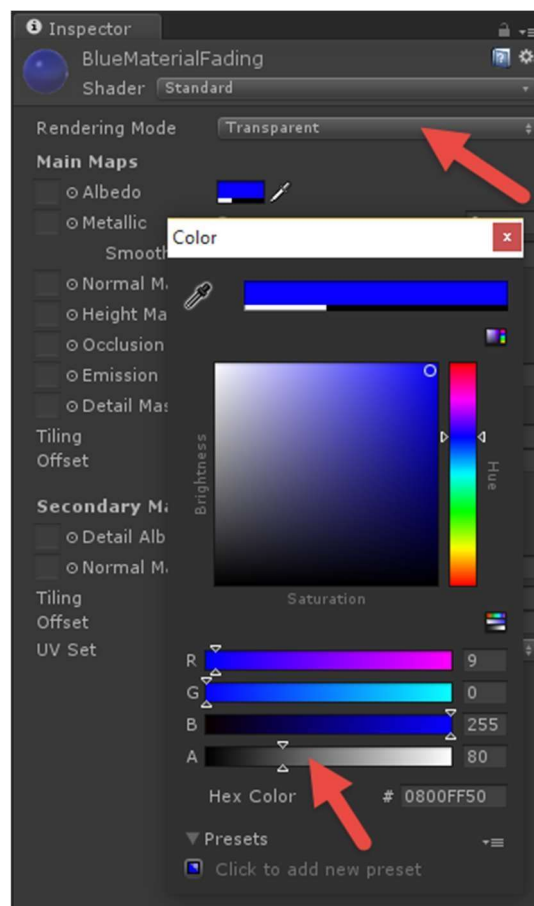 Inspector
BlueMaterialFading
Shader Standard
Rendering Mode Transparent
Main Maps
Albedo
Metallic
Color x
Smooth
Normal Ma
Height Ma
Occlusion
Emission
Detail Mas
Tiling
Offset
Brightness
Hue
Secondary Ma
Detail Alb
Normal Ma
Tiling
Saturation
Offset
UV Set
R 9
G 0
B 255
A 80
Hex Color # 0800FF50
Presets
Click to add new preset